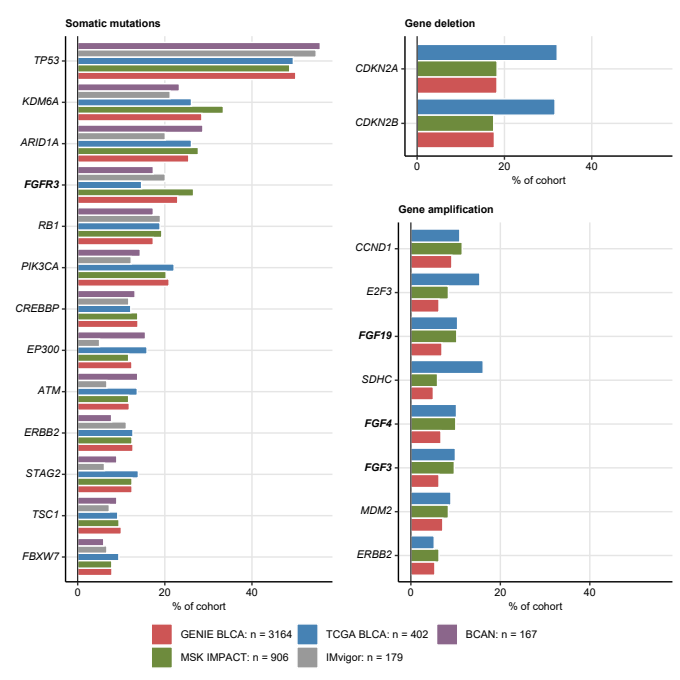 Somatic mutations
TP53
KDM6A
ARID1A
FGFR3
RB1
PIK3CA
CREBBP
EP300
ATM
ERBB2
STAG2
TSC1
FBXW7
0 20 40
% of cohort
Gene deletion
CDKN2A
CDKN2B
0 20 40
% of cohort
Gene amplification
CCND1
E2F3
FGF19
SDHC
FGF4
FGF3
MDM2
ERBB2
0 20 40
% of cohort
GENIE BLCA: n = 3164 TCGA BLCA: n = 402 BCAN: n = 167
MSK IMPACT: n = 906 IMvigor: n = 179